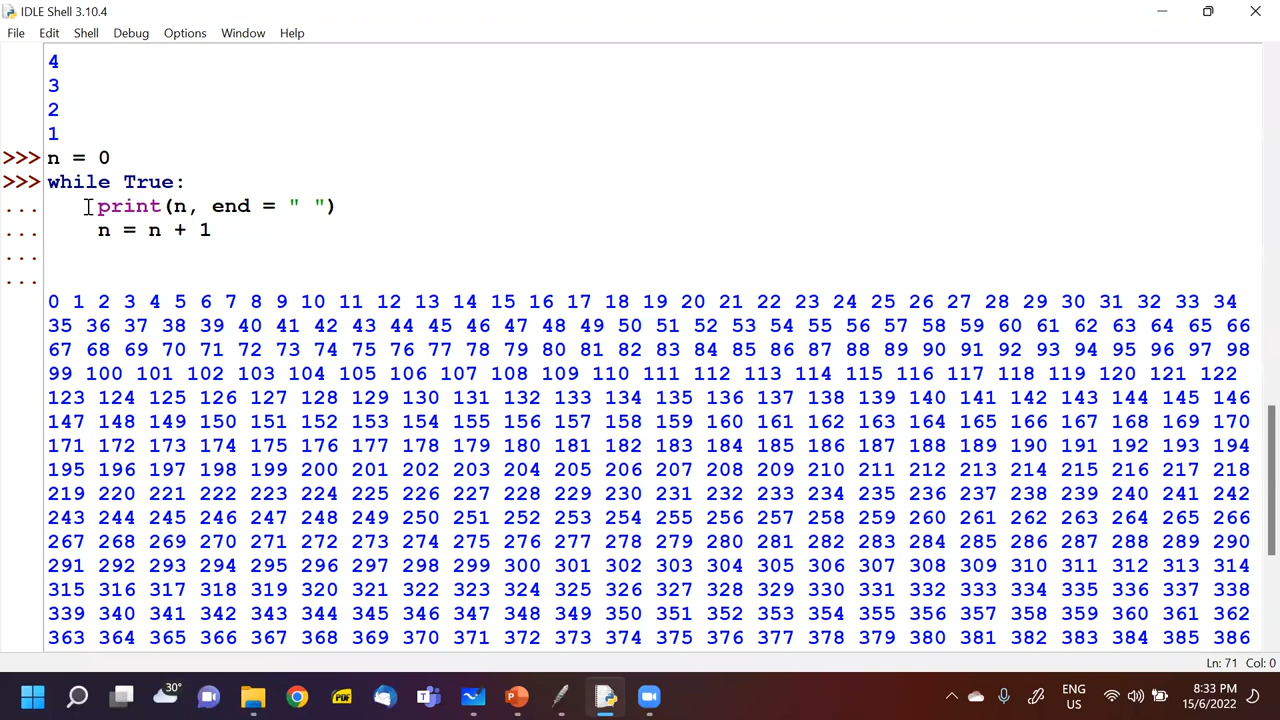 IDLE Shell 3.10.4
File Edit Shell Debug Options Window Help
4
3
2
1
>>> n = 0
>>> while True:
... print(n, end = " ")
... n = n + 1
...
...
0 1 2 3 4 5 6 7 8 9 10 11 12 13 14 15 16 17 18 19 20 21 22 23 24 25 26 27 28 29 30 31 32 33 34
35 36 37 38 39 40 41 42 43 44 45 46 47 48 49 50 51 52 53 54 55 56 57 58 59 60 61 62 63 64 65 66
67 68 69 70 71 72 73 74 75 76 77 78 79 80 81 82 83 84 85 86 87 88 89 90 91 92 93 94 95 96 97 98
99 100 101 102 103 104 105 106 107 108 109 110 111 112 113 114 115 116 117 118 119 120 121 122
123 124 125 126 127 128 129 130 131 132 133 134 135 136 137 138 139 140 141 142 143 144 145 146
147 148 149 150 151 152 153 154 155 156 157 158 159 160 161 162 163 164 165 166 167 168 169 170
171 172 173 174 175 176 177 178 179 180 181 182 183 184 185 186 187 188 189 190 191 192 193 194
195 196 197 198 199 200 201 202 203 204 205 206 207 208 209 210 211 212 213 214 215 216 217 218
219 220 221 222 223 224 225 226 227 228 229 230 231 232 233 234 235 236 237 238 239 240 241 242
243 244 245 246 247 248 249 250 251 252 253 254 255 256 257 258 259 260 261 262 263 264 265 266
267 268 269 270 271 272 273 274 275 276 277 278 279 280 281 282 283 284 285 286 287 288 289 290
291 292 293 294 295 296 297 298 299 300 301 302 303 304 305 306 307 308 309 310 311 312 313 314
315 316 317 318 319 320 321 322 323 324 325 326 327 328 329 330 331 332 333 334 335 336 337 338
339 340 341 342 343 344 345 346 347 348 349 350 351 352 353 354 355 356 357 358 359 360 361 362
363 364 365 366 367 368 369 370 371 372 373 374 375 376 377 378 379 380 381 382 383 384 385 386
Ln: 71 Col: 0
30°
PDF
ENG
US
8:33 PM
15/6/2022